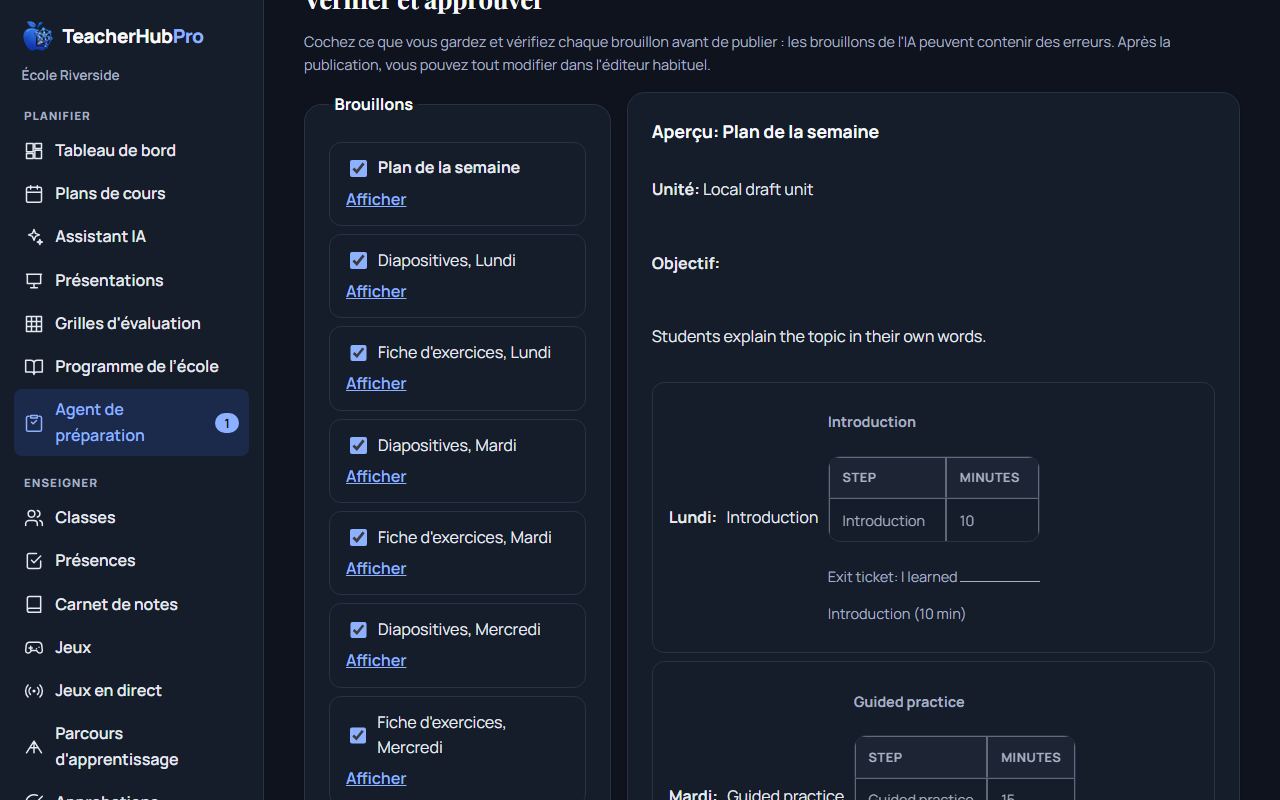 TeacherHubPro
École Riverside
PLANIFIER
Tableau de bord
Plans de cours
Assistant IA
Présentations
Grilles d'évaluation
Programme de l'école
Agent de
préparation
1
ENSEIGNER
Classes
Présences
Carnet de notes
Jeux
Jeux en direct
Parcours
d'apprentissage
Approbations
Vérifier et approuver
Cochez ce que vous gardez et vérifiez chaque brouillon avant de publier : les brouillons de l'IA peuvent contenir des erreurs. Après la
publication, vous pouvez tout modifier dans l'éditeur habituel.
Brouillons
Plan de la semaine
Afficher
Diapositives, Lundi
Afficher
Fiche d'exercices, Lundi
Afficher
Diapositives, Mardi
Afficher
Fiche d'exercices, Mardi
Afficher
Diapositives, Mercredi
Afficher
Fiche d'exercices,
Mercredi
Afficher
Aperçu: Plan de la semaine
Unité: Local draft unit
Objectif:
Students explain the topic in their own words.
Introduction
STEP MINUTES
Lundi: Introduction
Introduction 10
Exit ticket: I learned __________
Introduction (10 min)
Guided practice
STEP MINUTES
Mardi: Guided practice
Guided practice 15